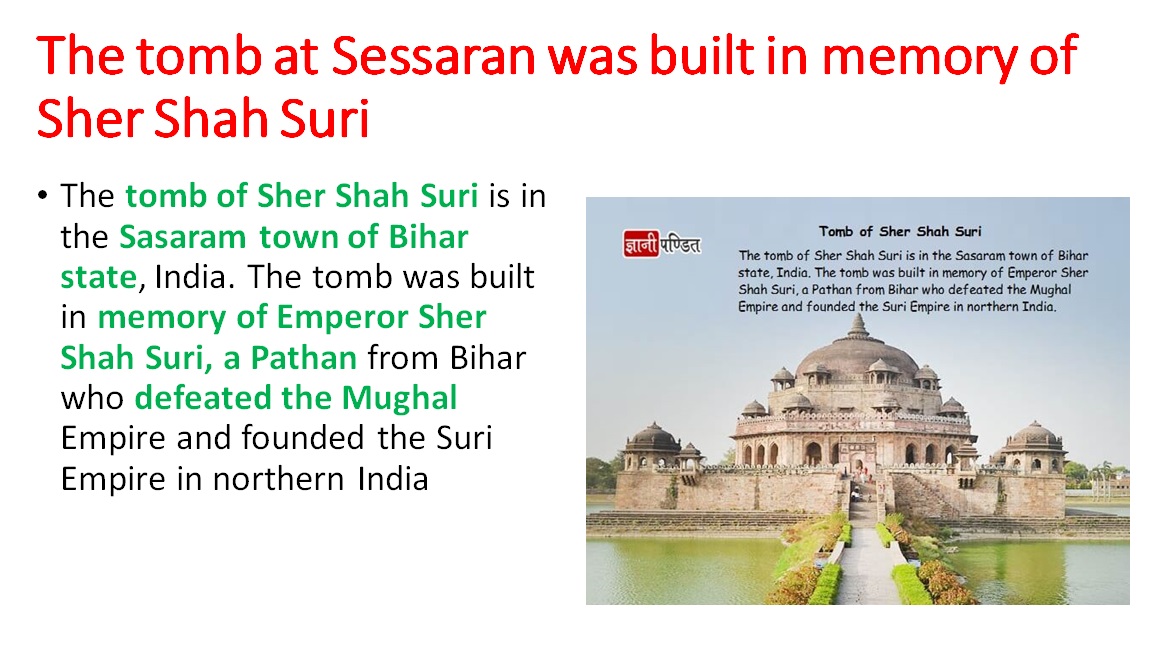 The tomb at Sessaran was built in memory of
Sher Shah Suri
• The tomb of Sher Shah Suri is in
the Sasaram town of Bihar
state, India. The tomb was built
in memory of Emperor Sher
Shah Suri, a Pathan from Bihar
who defeated the Mughal
Empire and founded the Suri
Empire in northern India
ज्ञानी पण्डित
Tomb of Sher Shah Suri
The tomb of Sher Shah Suri is in the Sasaram town of Bihar
state, India. The tomb was built in memory of Emperor Sher
Shah Suri, a Pathan from Bihar who defeated the Mughal
Empire and founded the Suri Empire in northern India.